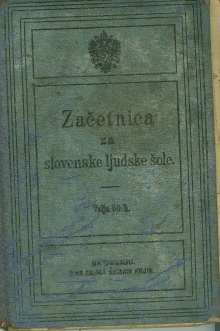 Začetnica
za
slovenske ljudske šole.
Velja 50 h.
NA DUNAJU.